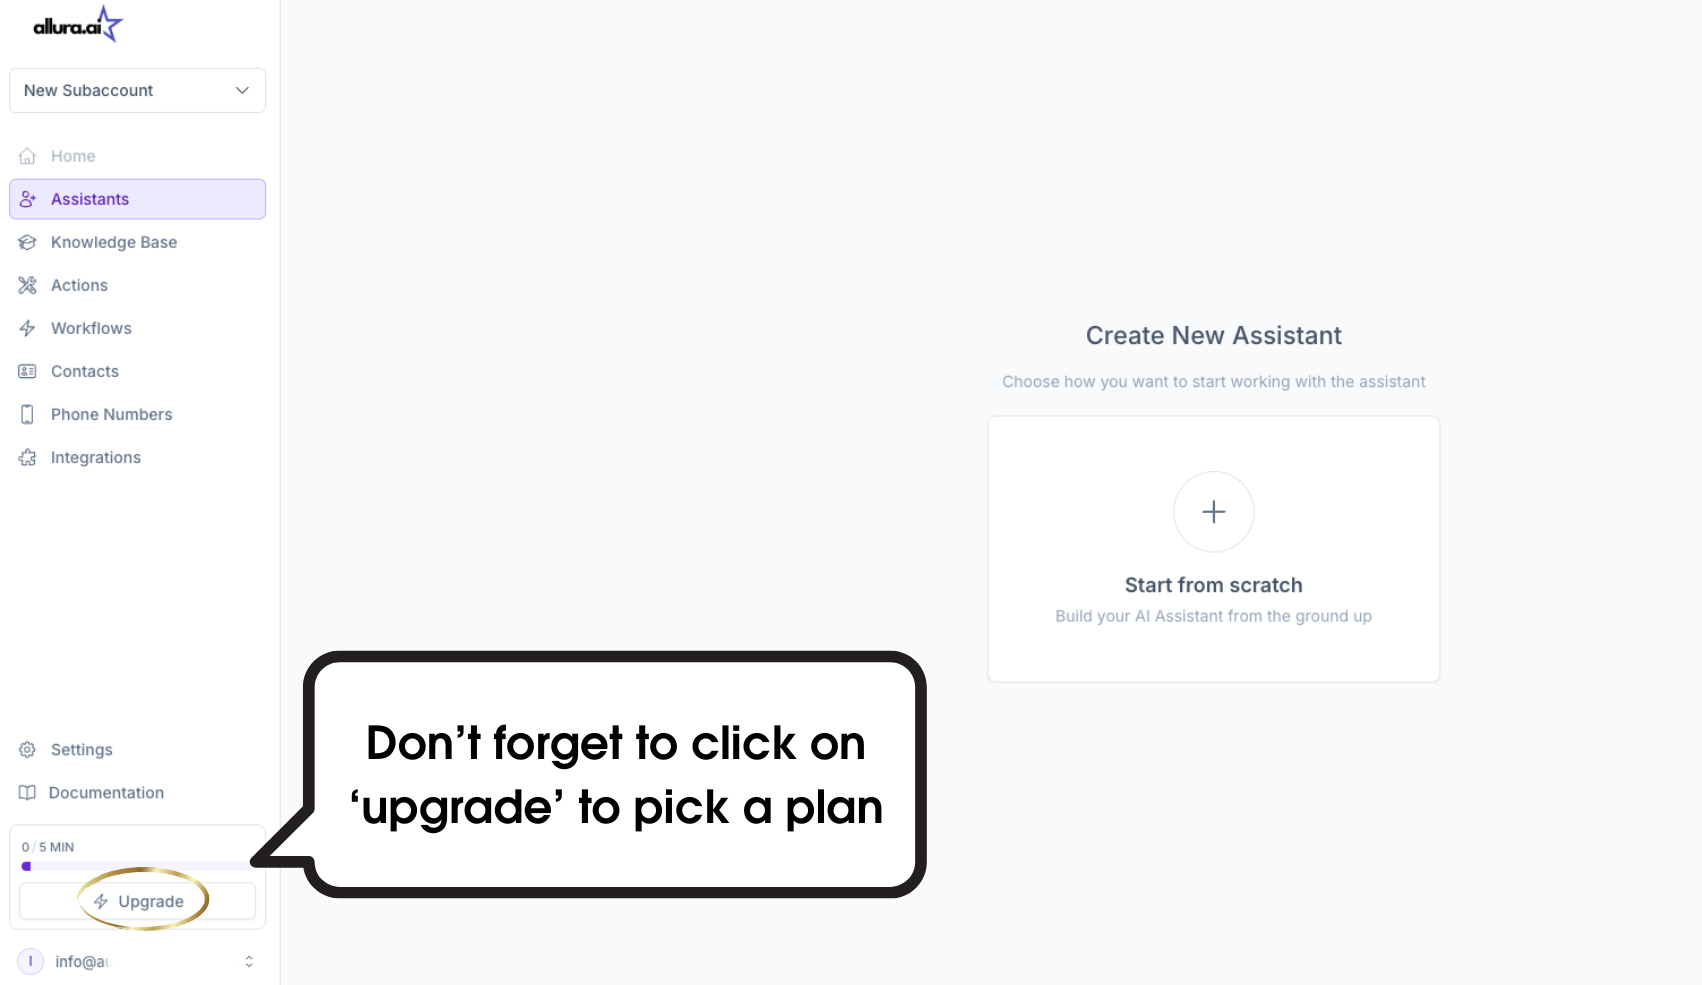 allura.ai
New Subaccount
Home
Assistants
Knowledge Base
Actions
Workflows
Contacts
Phone Numbers
Integrations
Create New Assistant
Choose how you want to start working with the assistant
Start from scratch
Build your AI Assistant from the ground up
Don’t forget to click on
‘upgrade’ to pick a plan
Settings
Documentation
0 / 5 MIN
Upgrade
I info@au